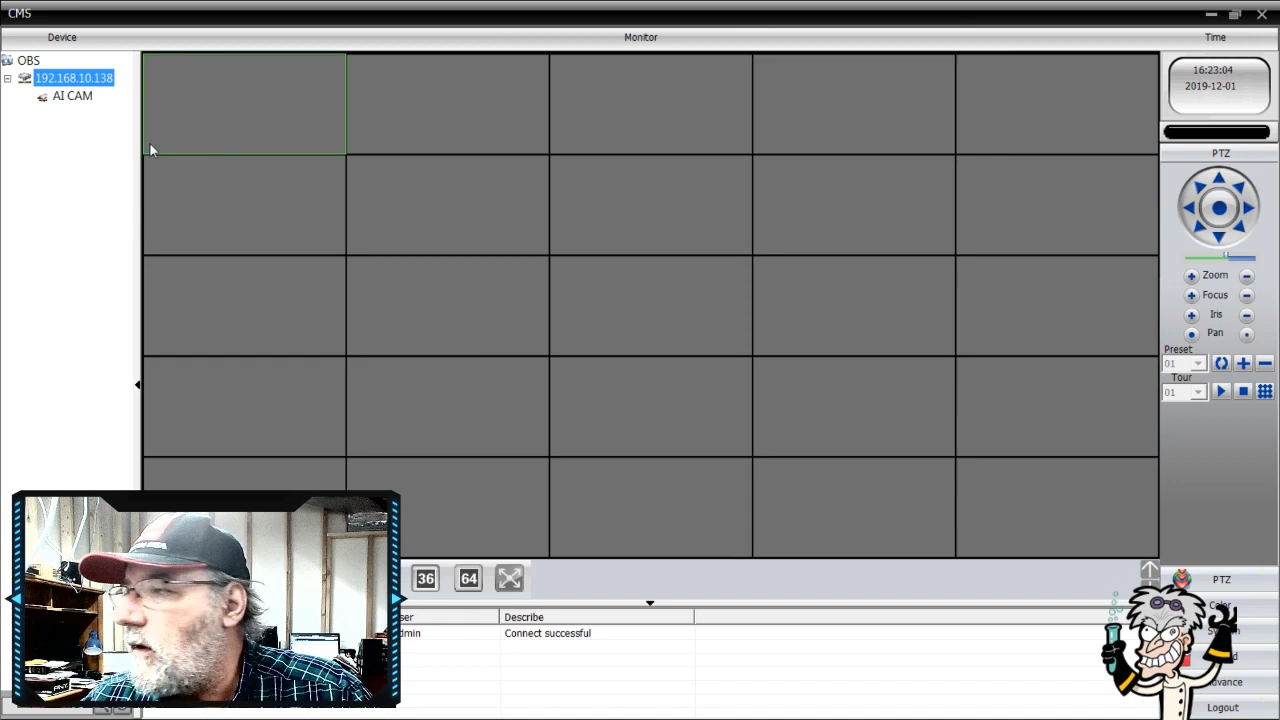 CMS
Device
Monitor
Time
OBS
192.168.10.138
AI CAM
16:23:04
2019-12-01
PTZ
Zoom
Focus
Iris
Pan
Preset
01
Tour
01
36
64
PTZ
Logout
Describe
Connect successful